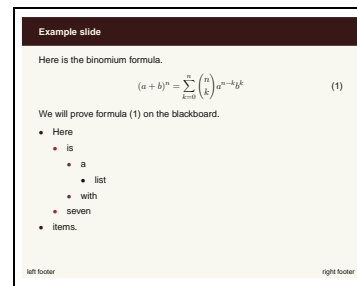 Example slide
Here is the binomium formula.
(a + b)^n = \sum_{k=0}^{n} \binom{n}{k} a^{n-k} b^k (1)
We will prove formula (1) on the blackboard.
• Here
• is
• a
• list
• with
• seven
• items.
left footer right footer